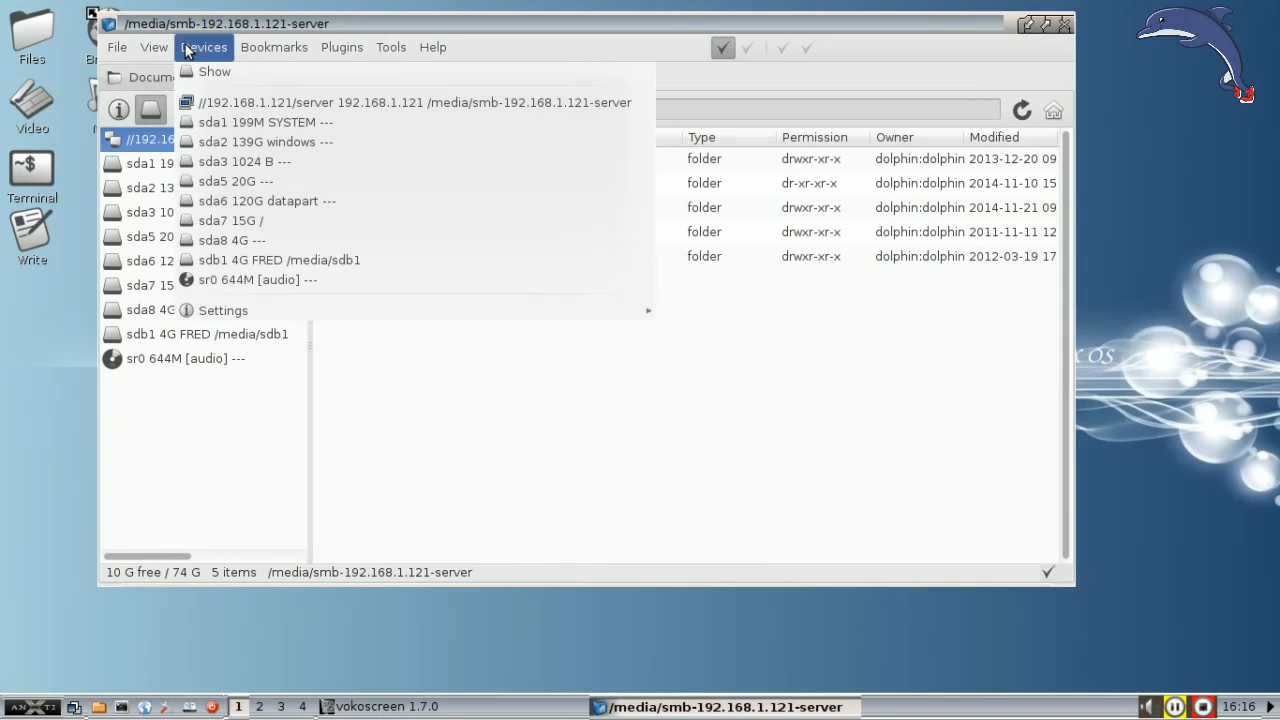 /media/smb-192.168.1.121-server
File View Devices Bookmarks Plugins Tools Help
Show
//192.168.1.121/server 192.168.1.121 /media/smb-192.168.1.121-server
sda1 199M SYSTEM ---
sda2 139G windows ---
sda3 1024 B ---
sda5 20G ---
sda6 120G datapart ---
sda7 15G /
sda8 4G ---
sdb1 4G FRED /media/sdb1
sr0 644M [audio] ---
Settings
Docum
//192.16
sda1 19
sda2 13
sda3 10
sda5 20
sda6 12
sda7 15
sda8 4G
sdb1 4G FRED /media/sdb1
sr0 644M [audio] ---
Type Permission Owner Modified
folder drwxr-xr-x dolphin:dolphin 2013-12-20 09
folder dr-xr-xr-x dolphin:dolphin 2014-11-10 15
folder drwxr-xr-x dolphin:dolphin 2014-11-21 09
folder drwxr-xr-x dolphin:dolphin 2011-11-11 12
folder drwxr-xr-x dolphin:dolphin 2012-03-19 17
10 G free / 74 G 5 items /media/smb-192.168.1.121-server
Files
Video
~$
Terminal
Write
ANTI
1 2 3 4
vokoscreen 1.7.0
/media/smb-192.168.1.121-server
16:16